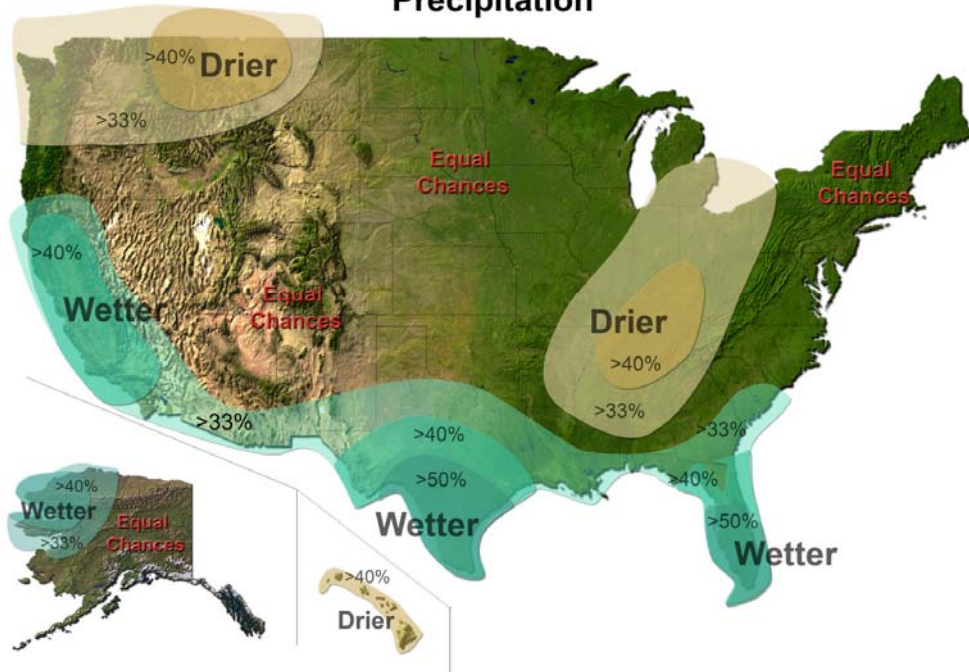 Precipitation
>40% Drier
>33%
Equal
Chances
Equal
Chances
>40%
Wetter
Equal
Chances
Drier
>40%
>33%
>33%
>40%
>33%
>50%
>40%
>50%
Wetter
Wetter
>40%
Wetter
>33%
Equal
Chances
>40%
Drier